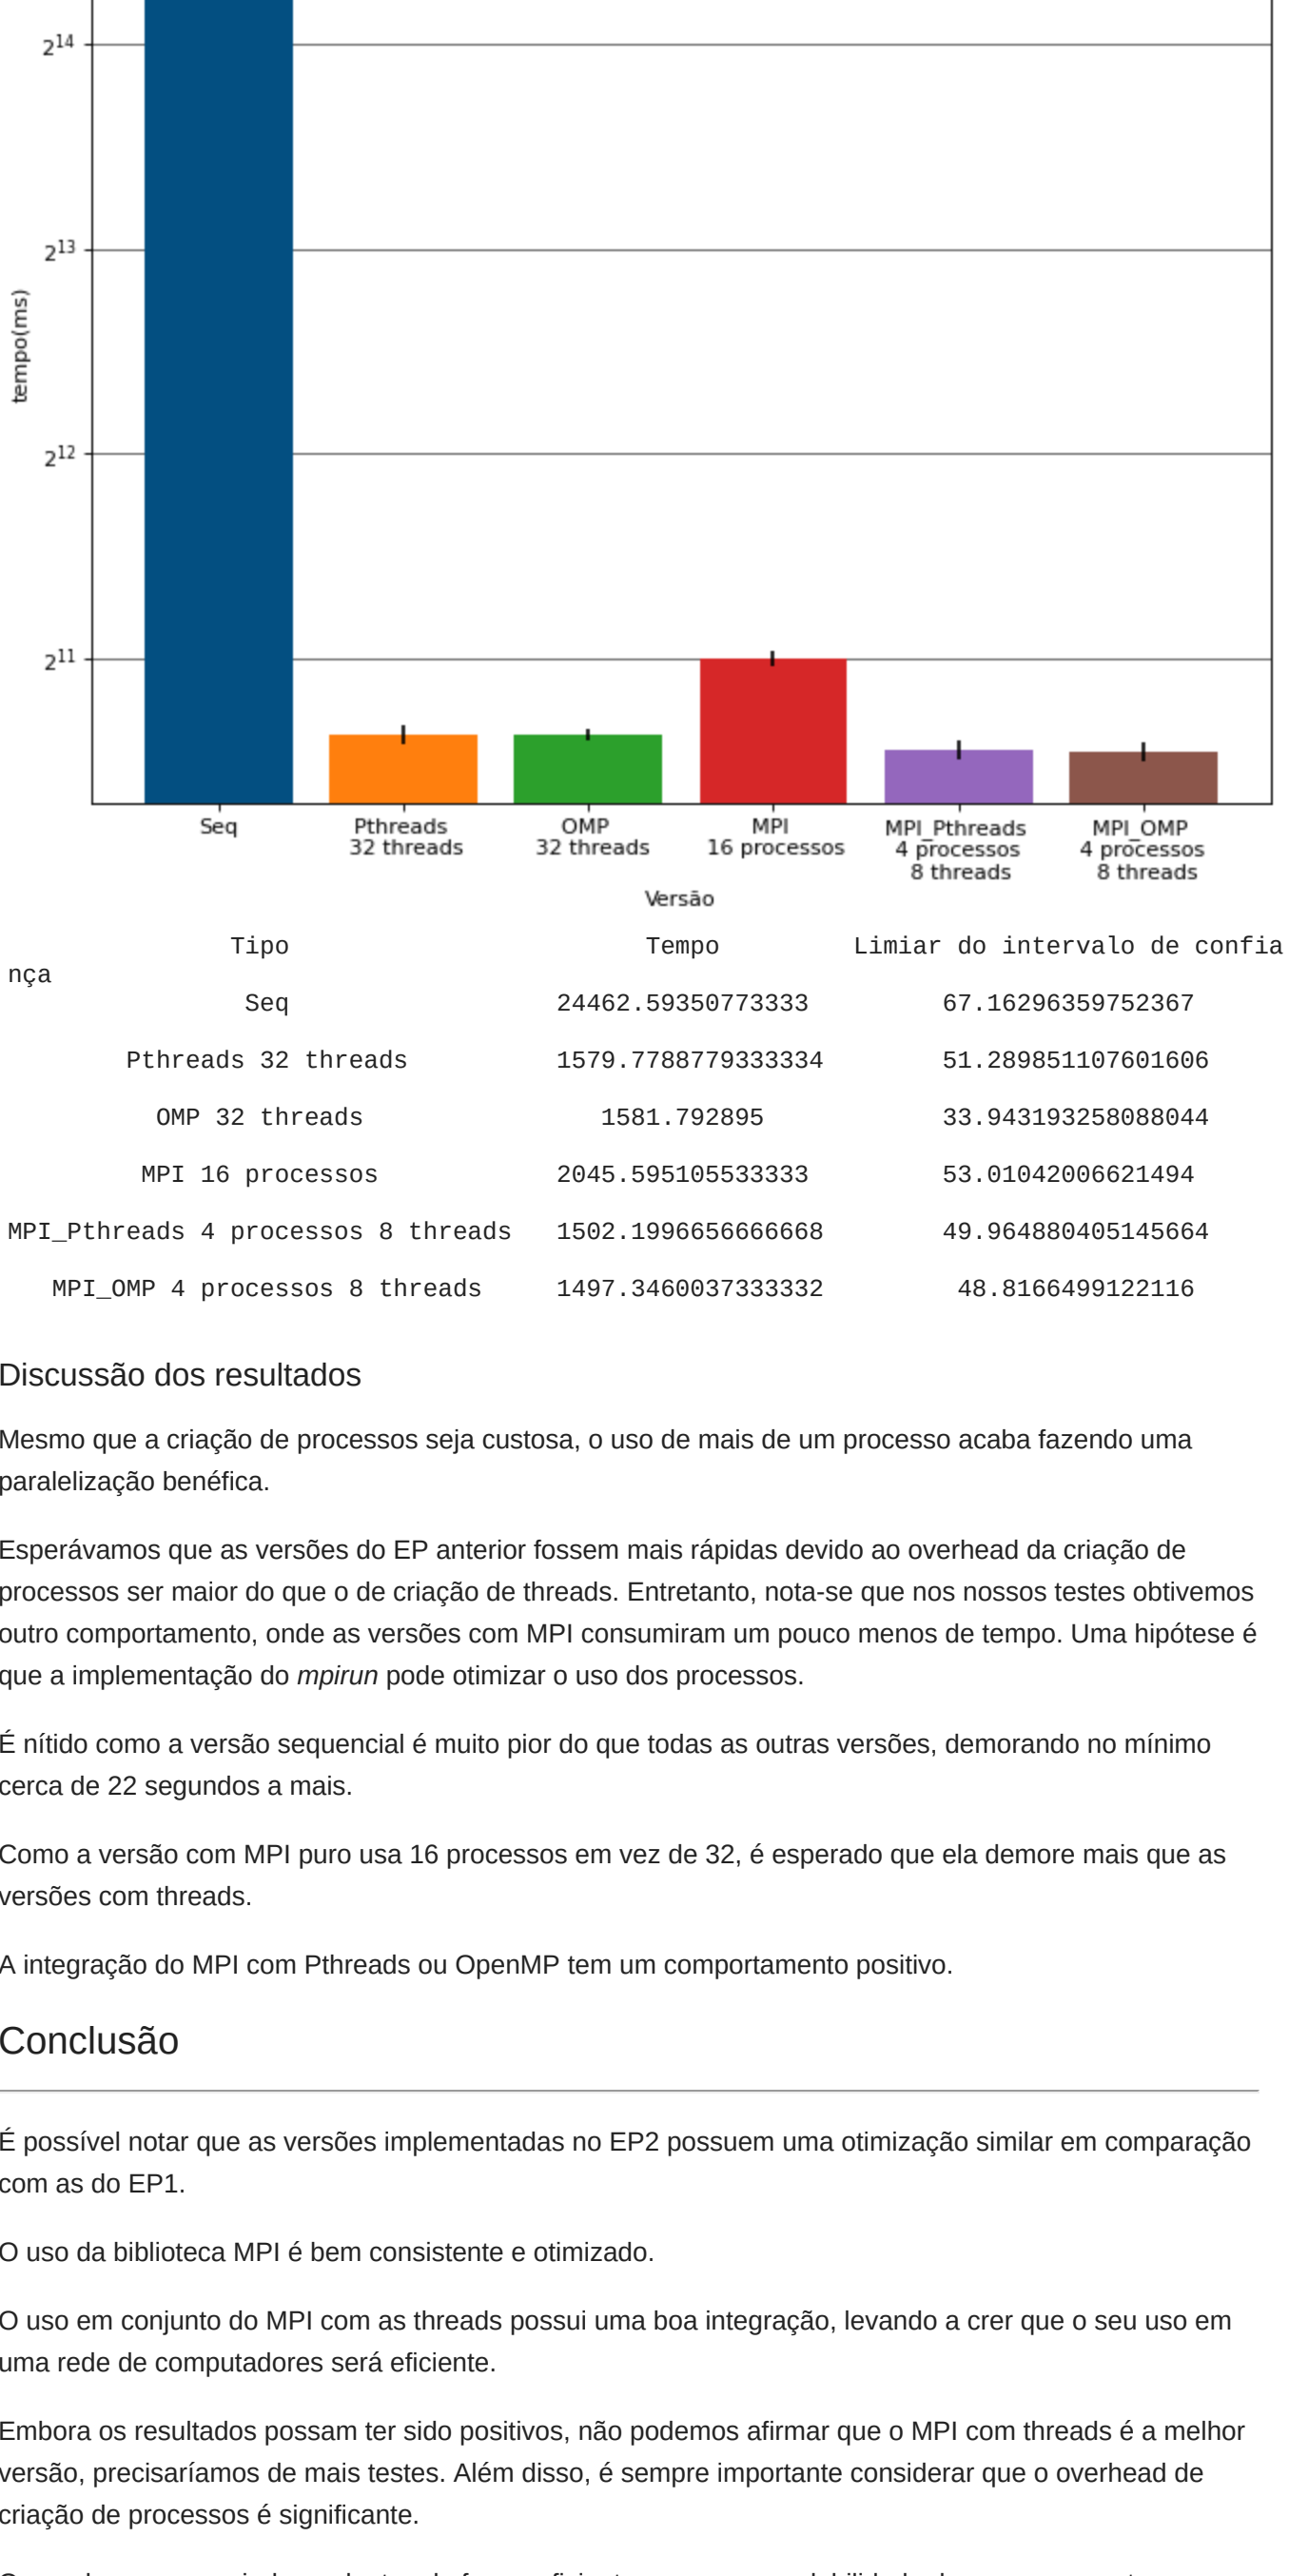 2^14
2^13
tempo(ms)
2^12
2^11
Seq
Pthreads
32 threads
OMP
32 threads
MPI
16 processos
MPI_Pthreads
4 processos
8 threads
MPI_OMP
4 processos
8 threads
Versão
Tipo Tempo Limiar do intervalo de confia
nça
Seq 24462.59350773333 67.16296359752367
Pthreads 32 threads 1579.7788779333334 51.289851107601606
OMP 32 threads 1581.792895 33.943193258088044
MPI 16 processos 2045.595105533333 53.01042006621494
MPI_Pthreads 4 processos 8 threads 1502.1996656666668 49.964880405145664
MPI_OMP 4 processos 8 threads 1497.3460037333332 48.8166499122116
Discussão dos resultados
Mesmo que a criação de processos seja custosa, o uso de mais de um processo acaba fazendo uma
paralelização benéfica.
Esperávamos que as versões do EP anterior fossem mais rápidas devido ao overhead da criação de
processos ser maior do que o de criação de threads. Entretanto, nota-se que nos nossos testes obtivemos
outro comportamento, onde as versões com MPI consumiram um pouco menos de tempo. Uma hipótese é
que a implementação do mpirun pode otimizar o uso dos processos.
É nítido como a versão sequencial é muito pior do que todas as outras versões, demorando no mínimo
cerca de 22 segundos a mais.
Como a versão com MPI puro usa 16 processos em vez de 32, é esperado que ela demore mais que as
versões com threads.
A integração do MPI com Pthreads ou OpenMP tem um comportamento positivo.
Conclusão
É possível notar que as versões implementadas no EP2 possuem uma otimização similar em comparação
com as do EP1.
O uso da biblioteca MPI é bem consistente e otimizado.
O uso em conjunto do MPI com as threads possui uma boa integração, levando a crer que o seu uso em
uma rede de computadores será eficiente.
Embora os resultados possam ter sido positivos, não podemos afirmar que o MPI com threads é a melhor
versão, precisaríamos de mais testes. Além disso, é sempre importante considerar que o overhead de
criação de processos é significante.